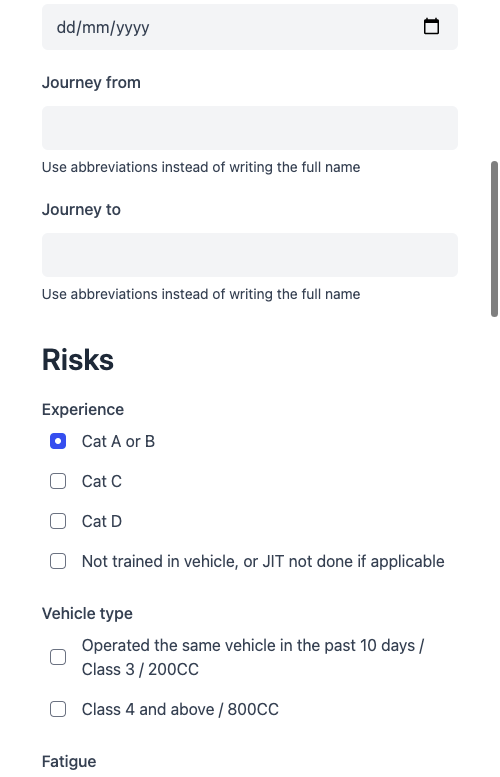 dd/mm/yyyy
Journey from
Use abbreviations instead of writing the full name
Journey to
Use abbreviations instead of writing the full name
Risks
Experience
Cat A or B
Cat C
Cat D
Not trained in vehicle, or JIT not done if applicable
Vehicle type
Operated the same vehicle in the past 10 days /
Class 3 / 200CC
Class 4 and above / 800CC
Fatigue